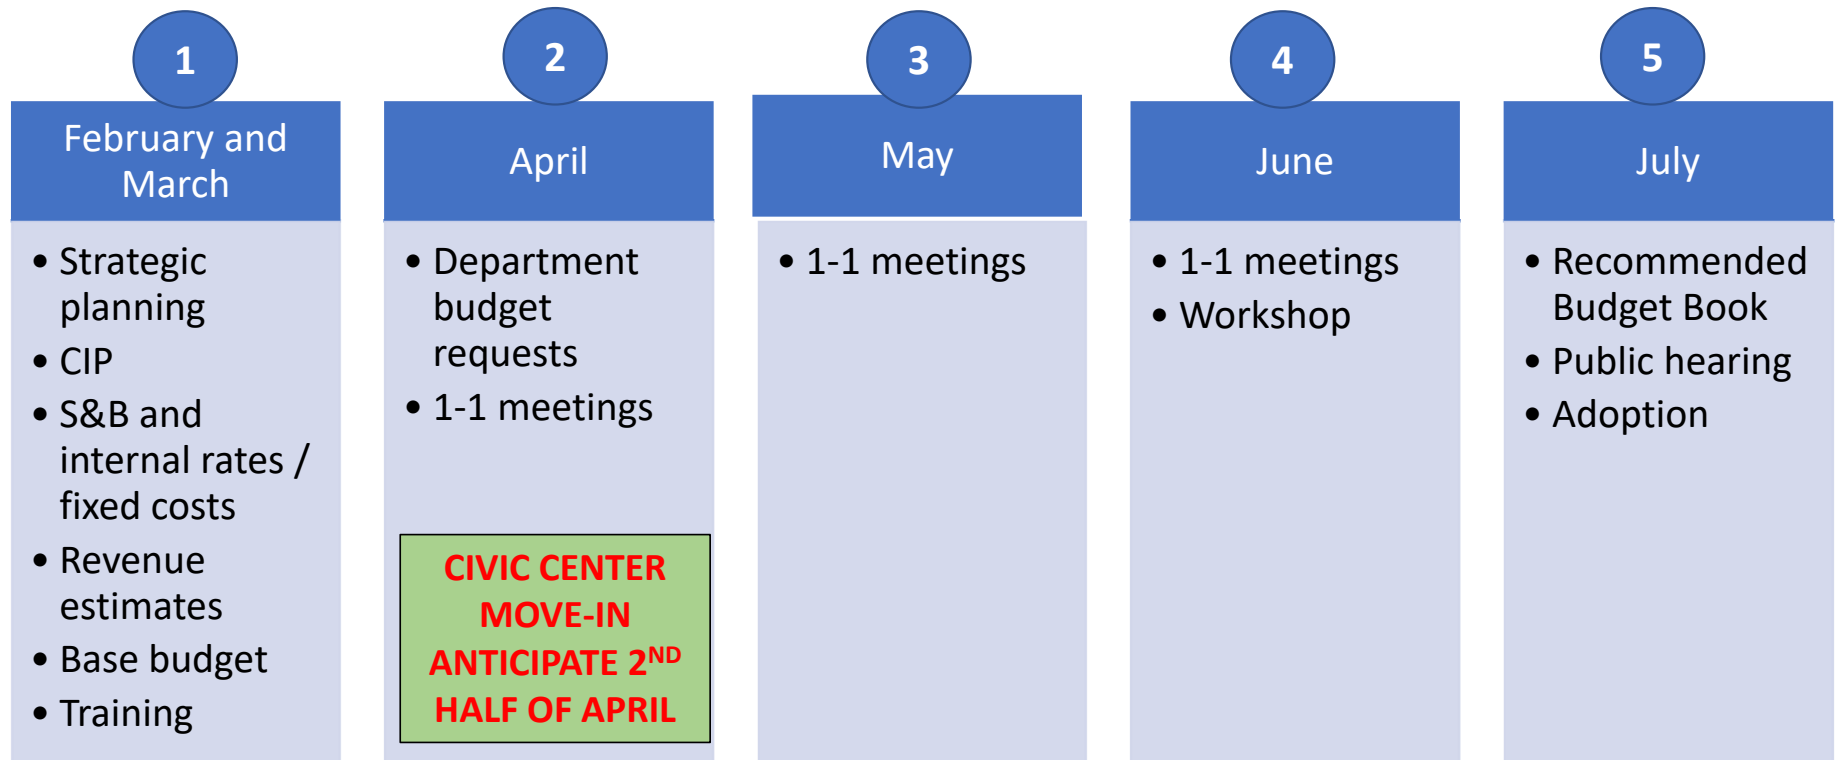 1
February and
March
• Strategic
planning
• CIP
• S&B and
internal rates /
fixed costs
• Revenue
estimates
• Base budget
• Training
2
April
• Department
budget
requests
• 1-1 meetings
CIVIC CENTER
MOVE-IN
ANTICIPATE 2ND
HALF OF APRIL
3
May
• 1-1 meetings
4
June
• 1-1 meetings
• Workshop
5
July
• Recommended
Budget Book
• Public hearing
• Adoption